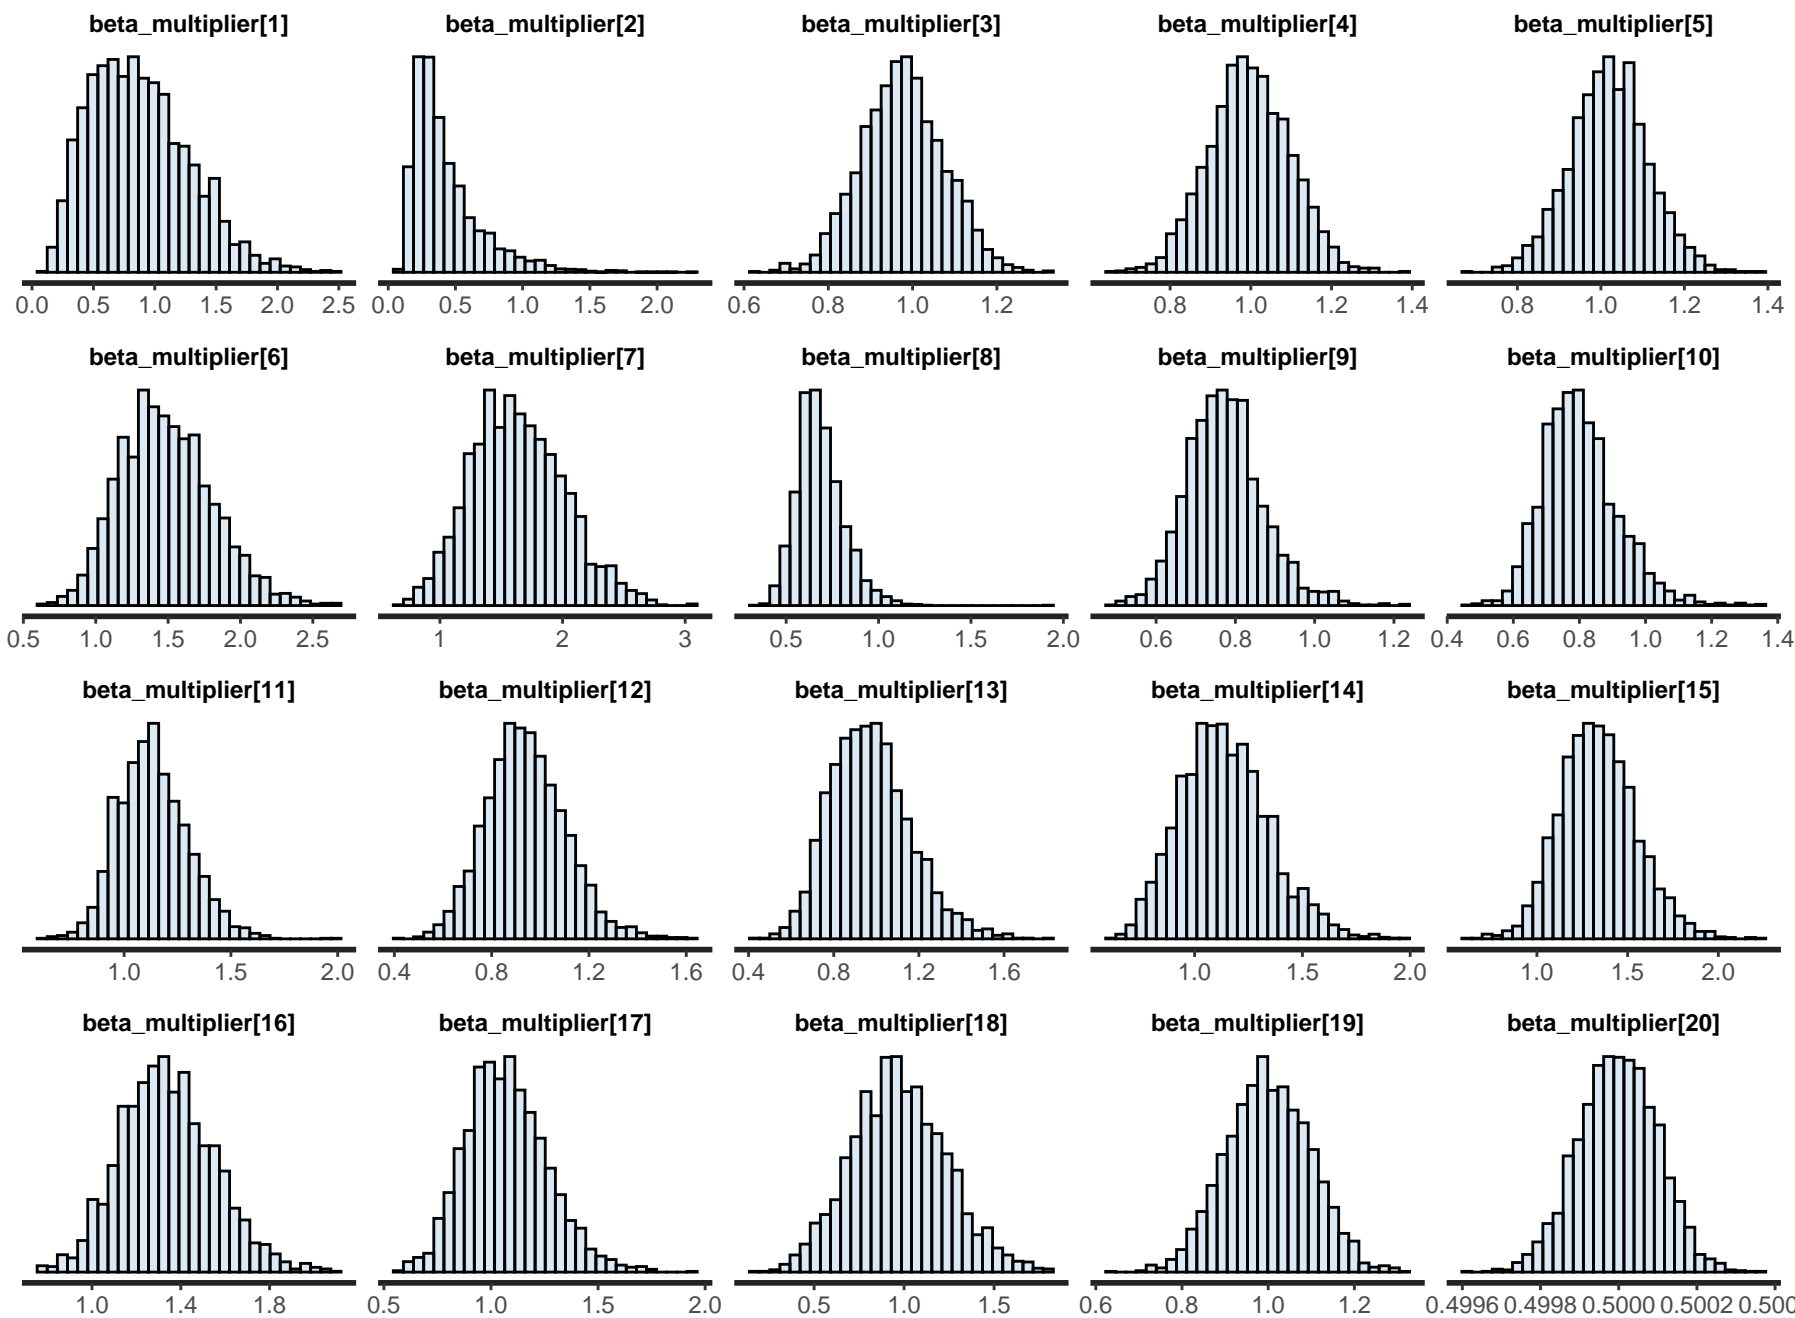 beta_multiplier[1] beta_multiplier[2] beta_multiplier[3] beta_multiplier[4] beta_multiplier[5]
0.0 0.5 1.0 1.5 2.0 2.5 0.0 0.5 1.0 1.5 2.0 0.6 0.8 1.0 1.2 0.8 1.0 1.2 1.4 0.8 1.0 1.2 1.4
beta_multiplier[6] beta_multiplier[7] beta_multiplier[8] beta_multiplier[9] beta_multiplier[10]
0.5 1.0 1.5 2.0 2.5 1 2 3 0.5 1.0 1.5 2.0 0.6 0.8 1.0 1.2 0.4 0.6 0.8 1.0 1.2 1.4
beta_multiplier[11] beta_multiplier[12] beta_multiplier[13] beta_multiplier[14] beta_multiplier[15]
1.0 1.5 2.0 0.4 0.8 1.2 1.6 0.4 0.8 1.2 1.6 1.0 1.5 2.0 1.0 1.5 2.0
beta_multiplier[16] beta_multiplier[17] beta_multiplier[18] beta_multiplier[19] beta_multiplier[20]
1.0 1.4 1.8 0.5 1.0 1.5 2.0 0.5 1.0 1.5 0.6 0.8 1.0 1.2 0.4996 0.4998 0.5000 0.5002